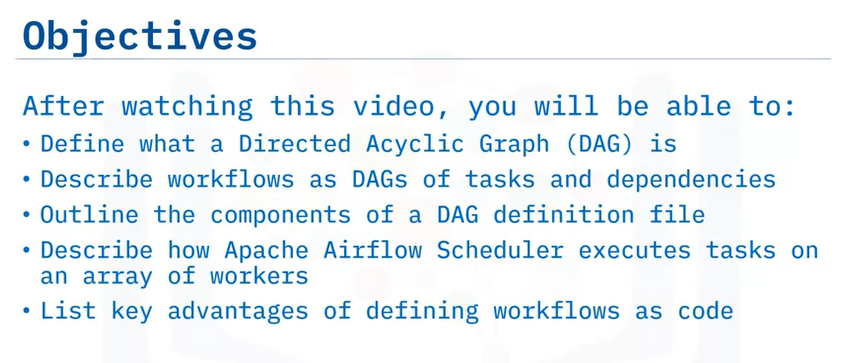 Objectives
After watching this video, you will be able to:
• Define what a Directed Acyclic Graph (DAG) is
• Describe workflows as DAGs of tasks and dependencies
• Outline the components of a DAG definition file
• Describe how Apache Airflow Scheduler executes tasks on
an array of workers
• List key advantages of defining workflows as code